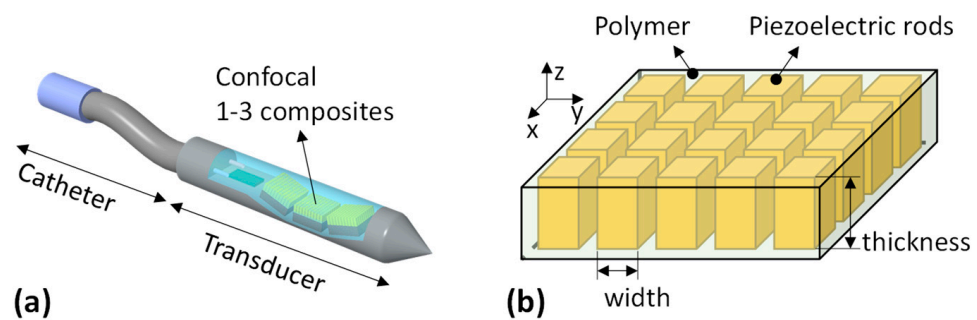 Confocal
1-3 composites
Catheter
Transducer
(a)
Polymer
Piezoelectric rods
z
y
x
thickness
width
(b)